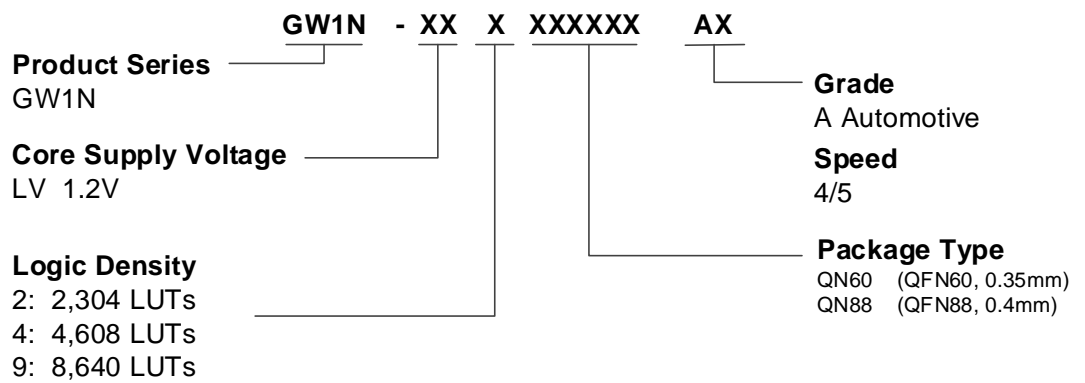 GW1N - XX X XXXXXX AX
Product Series
GW1N
Core Supply Voltage
LV 1.2V
Logic Density
2: 2,304 LUTs
4: 4,608 LUTs
9: 8,640 LUTs
Grade
A Automotive
Speed
4/5
Package Type
QN60 (QFN60, 0.35mm)
QN88 (QFN88, 0.4mm)